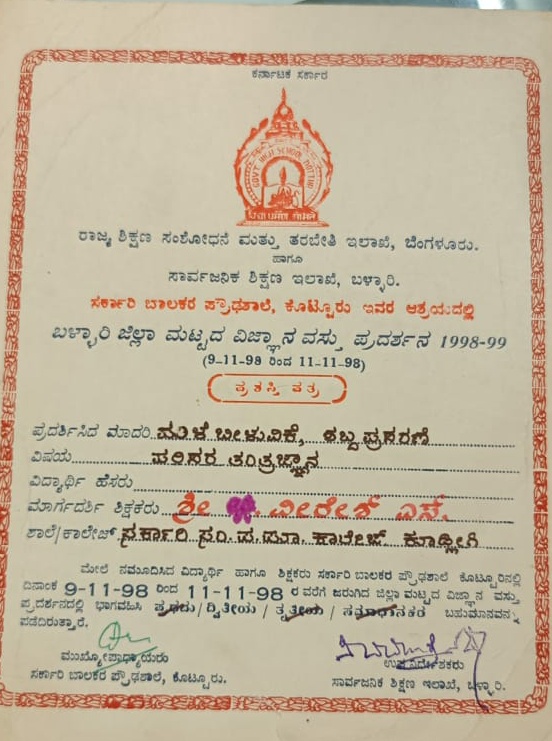 ಕರ್ನಾಟಕ ಸರ್ಕಾರ
GOVT HIGH SCHOOL
ರಾಜ್ಯ ಶಿಕ್ಷಣ ಸಂಶೋಧನೆ ಮತ್ತು ತರಬೇತಿ ಇಲಾಖೆ, ಬೆಂಗಳೂರು.
ಹಾಗೂ
ಸಾರ್ವಜನಿಕ ಶಿಕ್ಷಣ ಇಲಾಖೆ, ಬಳ್ಳಾರಿ.
ಸರ್ಕಾರಿ ಬಾಲಕರ ಪ್ರೌಢಶಾಲೆ, ಕೊಟ್ಟೂರು ಇವರ ಆಶ್ರಯದಲ್ಲಿ
ಬಳ್ಳಾರಿ ಜಿಲ್ಲಾ ಮಟ್ಟದ ವಿಜ್ಞಾನ ವಸ್ತು ಪ್ರದರ್ಶನ 1998-99
(9-11-98 ರಿಂದ 11-11-98)
ಪ್ರಶಸ್ತಿ ಪತ್ರ
ಪ್ರದರ್ಶಿಸಿದ ಮಾದರಿ ಮಳೆ ಬೀಳುವಿಕೆ, ಶಬ್ದ ಪ್ರಸರಣೆ
ವಿಷಯ ಪರಿಸರ ತಂತ್ರಜ್ಞಾನ
ವಿದ್ಯಾರ್ಥಿ ಹೆಸರು
ಮಾರ್ಗದರ್ಶಿ ಶಿಕ್ಷಕರು ಶ್ರೀ ವೀರೇಶ್ ಎಸ್.
ಶಾಲೆ/ಕಾಲೇಜ್ ಸರ್ಕಾರಿ ಸಂ.ಪ.ಪೂ. ಕಾಲೇಜ್ ಕೂಡ್ಲೀಗಿ
ಮೇಲೆ ನಮೂದಿಸಿದ ವಿದ್ಯಾರ್ಥಿ ಹಾಗೂ ಶಿಕ್ಷಕರು ಸರ್ಕಾರಿ ಬಾಲಕರ ಪ್ರೌಢಶಾಲೆ ಕೊಟ್ಟೂರಿನಲ್ಲಿ
ದಿನಾಂಕ 9-11-98 ರಿಂದ 11-11-98 ರ ವರೆಗೆ ಜರುಗಿದ ಜಿಲ್ಲಾ ಮಟ್ಟದ ವಿಜ್ಞಾನ ವಸ್ತು
ಪ್ರದರ್ಶನದಲ್ಲಿ ಭಾಗವಹಿಸಿ ಪ್ರಥಮ/ದ್ವಿತೀಯ/ತೃತೀಯ/ಸಮಾಧಾನಕರ ಬಹುಮಾನವನ್ನು
ಪಡೆದಿರುತ್ತಾರೆ.
ಮುಖ್ಯೋಪಾಧ್ಯಾಯರು
ಸರ್ಕಾರಿ ಬಾಲಕರ ಪ್ರೌಢಶಾಲೆ, ಕೊಟ್ಟೂರು.
ಉಪನಿರ್ದೇಶಕರು
ಸಾರ್ವಜನಿಕ ಶಿಕ್ಷಣ ಇಲಾಖೆ, ಬಳ್ಳಾರಿ.